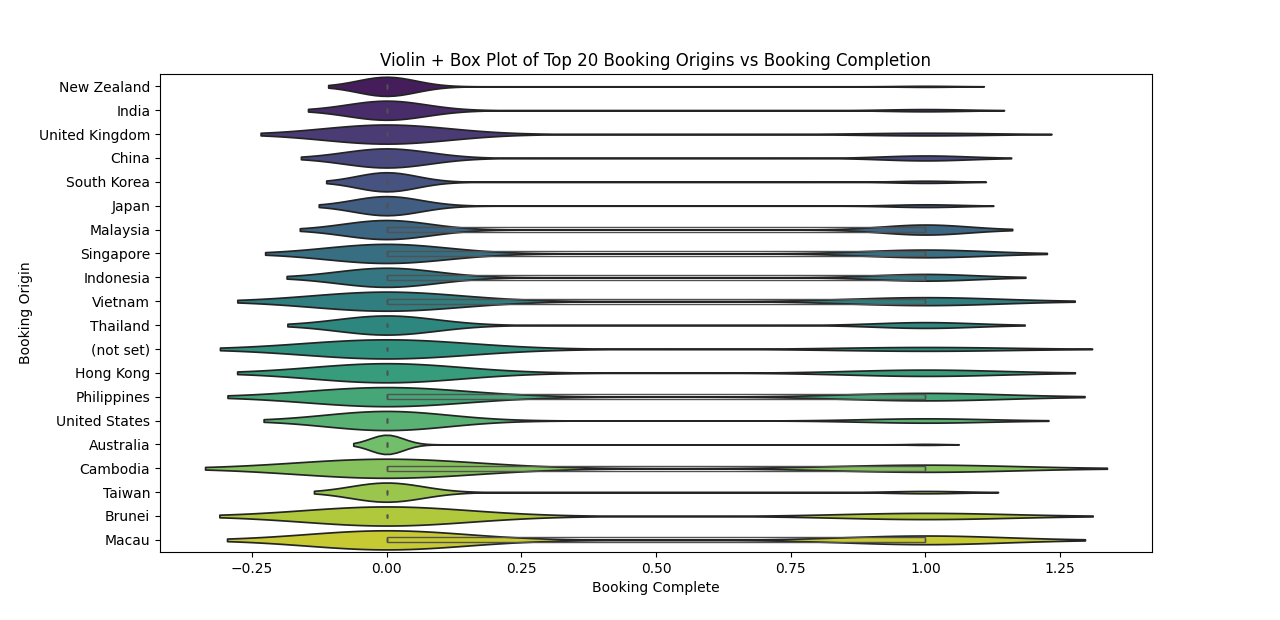 Violin + Box Plot of Top 20 Booking Origins vs Booking Completion
New Zealand
India
United Kingdom
China
South Korea
Japan
Malaysia
Singapore
Indonesia
Vietnam
Thailand
(not set)
Hong Kong
Philippines
United States
Australia
Cambodia
Taiwan
Brunei
Macau
Booking Origin
−0.25 0.00 0.25 0.50 0.75 1.00 1.25
Booking Complete